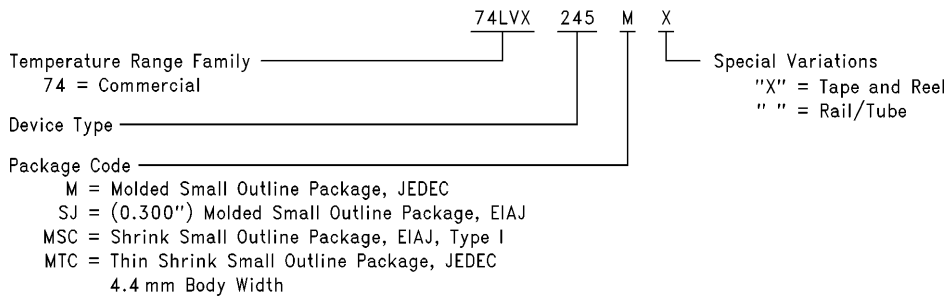 74LVX 245 M X
Temperature Range Family
74 = Commercial
Special Variations
"X" = Tape and Reel
" " = Rail/Tube
Device Type
Package Code
M = Molded Small Outline Package, JEDEC
SJ = (0.300") Molded Small Outline Package, EIAJ
MSC = Shrink Small Outline Package, EIAJ, Type I
MTC = Thin Shrink Small Outline Package, JEDEC
4.4 mm Body Width